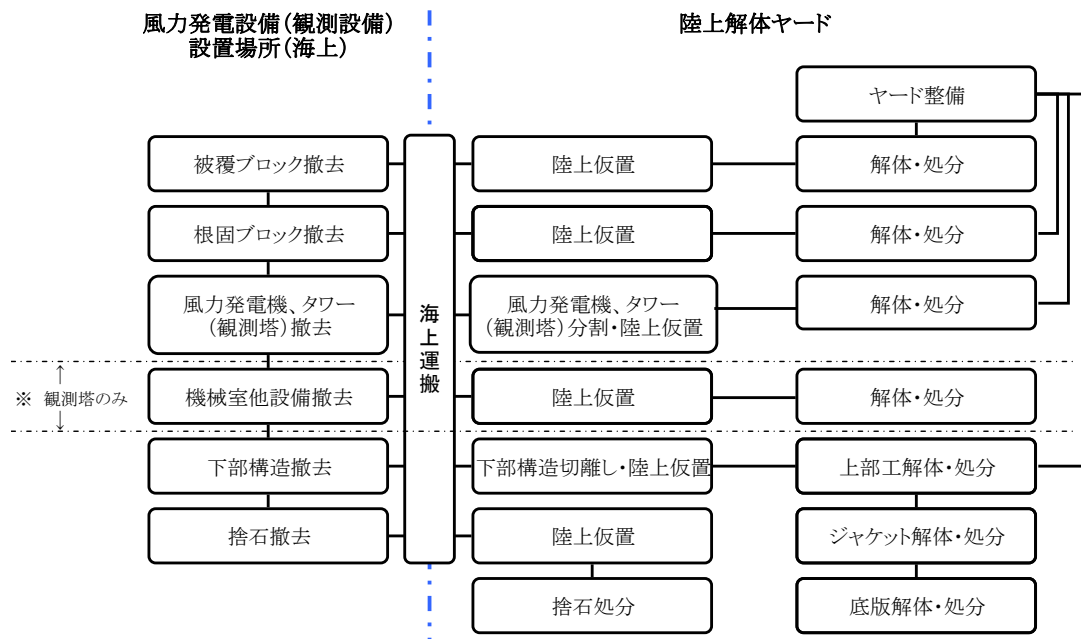 風力発電設備(観測設備)
設置場所(海上)
陸上解体ヤード
ヤード整備
被覆ブロック撤去
陸上仮置
解体・処分
根固ブロック撤去
陸上仮置
解体・処分
風力発電機、タワー
(観測塔)撤去
海上運搬
風力発電機、タワー
(観測塔)分割・陸上仮置
解体・処分
※ 観測塔のみ
↑
↓
機械室他設備撤去
陸上仮置
解体・処分
下部構造撤去
下部構造切離し・陸上仮置
上部工解体・処分
捨石撤去
陸上仮置
ジャケット解体・処分
捨石処分
底版解体・処分